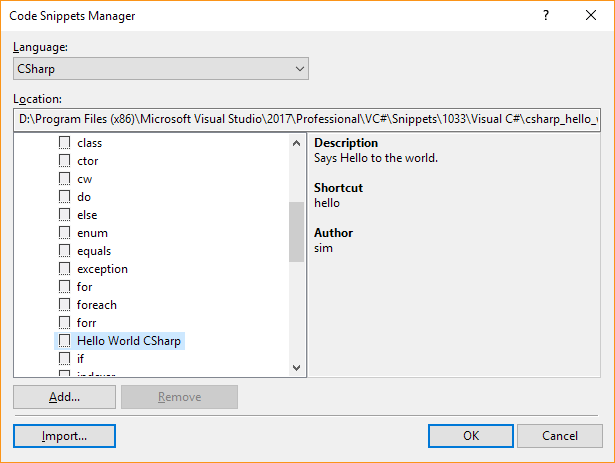 Code Snippets Manager
?
Language:
CSharp
Location:
D:\Program Files (x86)\Microsoft Visual Studio\2017\Professional\VC#\Snippets\1033\Visual C#\csharp_hello_
class
ctor
cw
do
else
enum
equals
exception
for
foreach
forr
Hello World CSharp
if
indexer
Description
Says Hello to the world.
Shortcut
hello
Author
sim
Add...
Remove
Import...
OK
Cancel